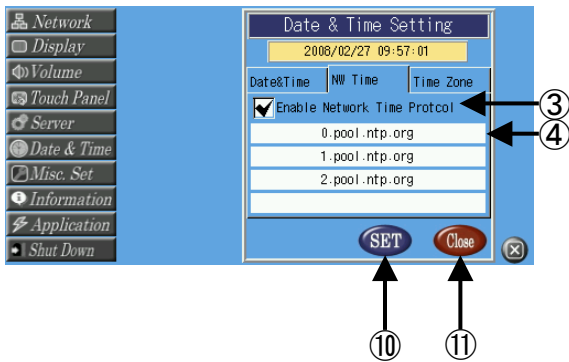 Network
Display
Volume
Touch Panel
Server
Date & Time
Misc. Set
Information
Application
Shut Down
Date & Time Setting
2008/02/27 09:57:01
Date&Time NW Time Time Zone
Enable Network Time Protcol
③
0.pool.ntp.org
④
1.pool.ntp.org
2.pool.ntp.org
SET Close
⑩ ⑪